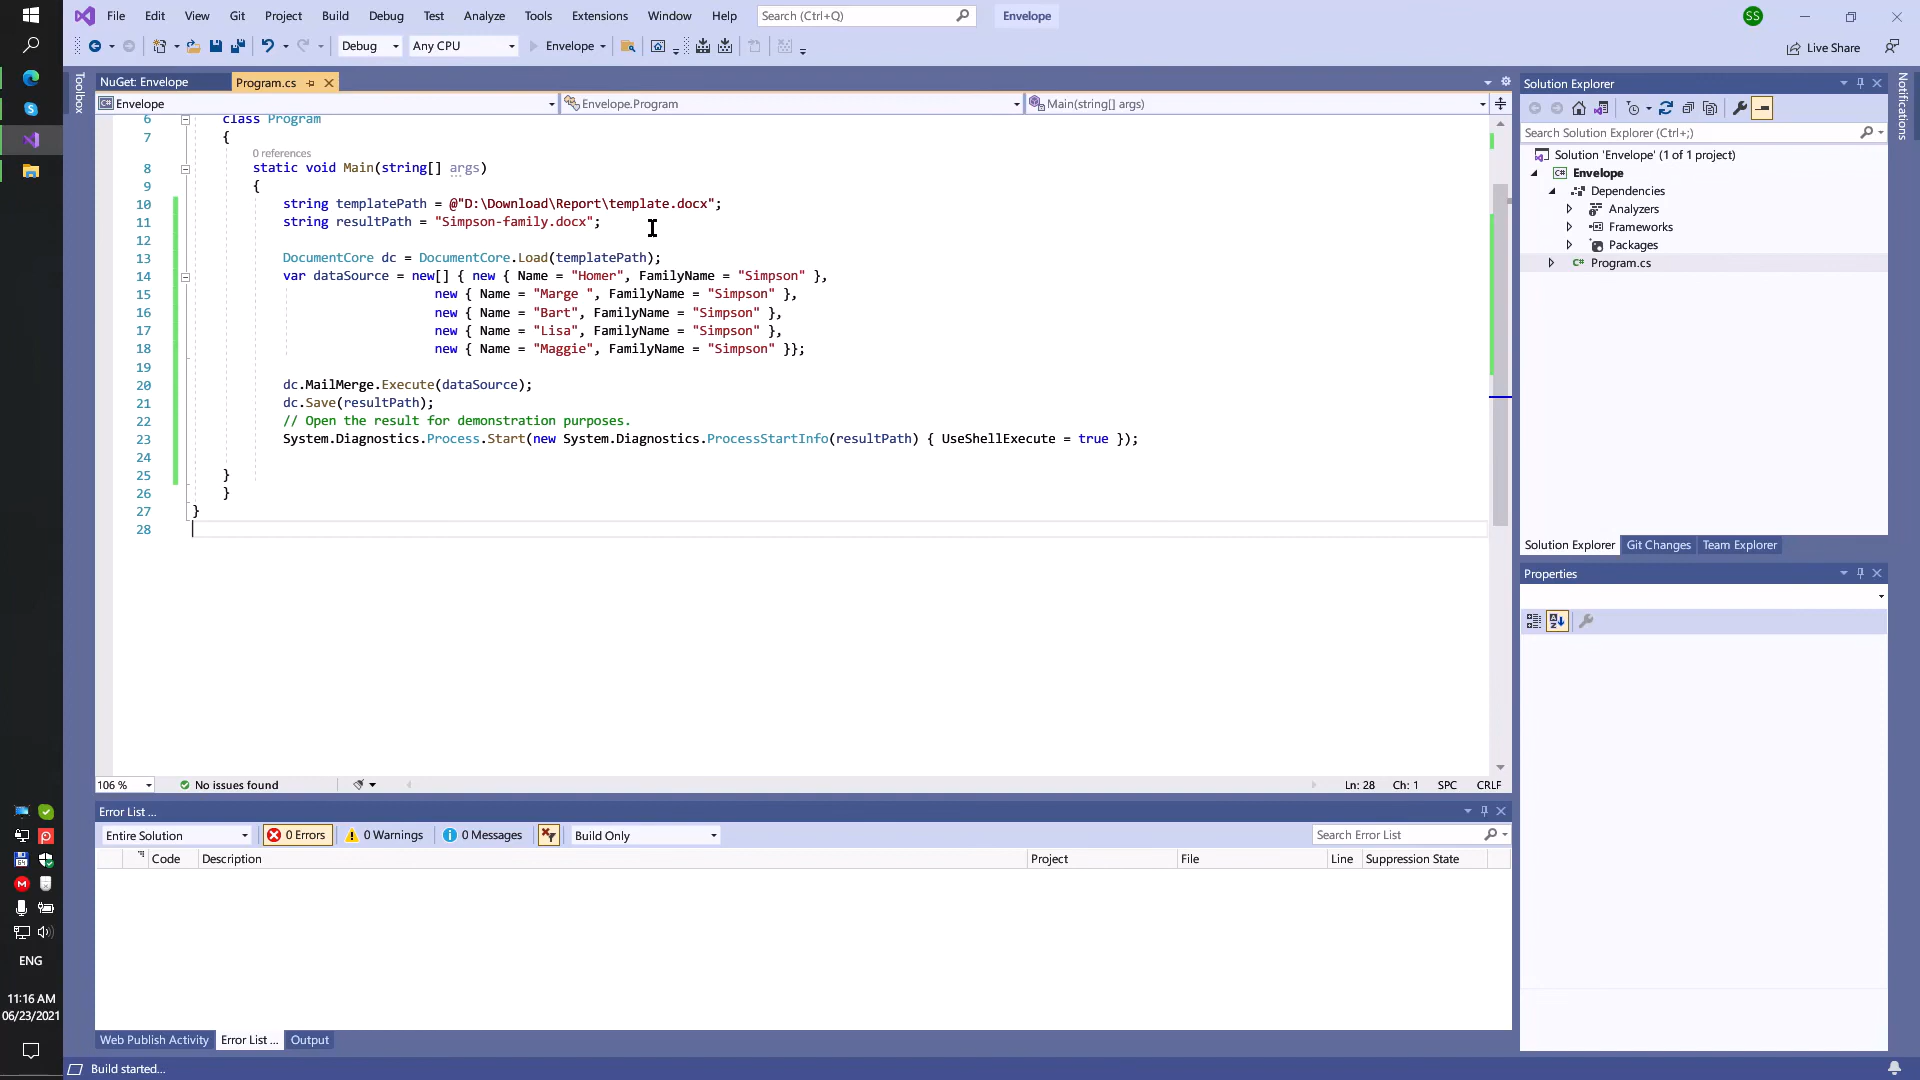 File Edit View Git Project Build Debug Test Analyze Tools Extensions Window Help Search (Ctrl+Q) Envelope SS
Debug Any CPU Envelope Live Share
Toolbox
NuGet: Envelope Program.cs
Envelope Envelope.Program Main(string[] args)
6 class Program
7 {
0 references
8 static void Main(string[] args)
9 {
10 string templatePath = @"D:\Download\Report\template.docx";
11 string resultPath = "Simpson-family.docx";
12
13 DocumentCore dc = DocumentCore.Load(templatePath);
14 var dataSource = new[] { new { Name = "Homer", FamilyName = "Simpson" },
15 new { Name = "Marge ", FamilyName = "Simpson" },
16 new { Name = "Bart", FamilyName = "Simpson" },
17 new { Name = "Lisa", FamilyName = "Simpson" },
18 new { Name = "Maggie", FamilyName = "Simpson" }};
19
20 dc.MailMerge.Execute(dataSource);
21 dc.Save(resultPath);
22 // Open the result for demonstration purposes.
23 System.Diagnostics.Process.Start(new System.Diagnostics.ProcessStartInfo(resultPath) { UseShellExecute = true });
24
25 }
26 }
27 }
28
106 % No issues found Ln: 28 Ch: 1 SPC CRLF
Error List ...
Entire Solution 0 Errors 0 Warnings 0 Messages Build Only Search Error List
Code Description Project File Line Suppression State
Web Publish Activity Error List ... Output
Build started...
Solution Explorer
Search Solution Explorer (Ctrl+;)
Solution 'Envelope' (1 of 1 project)
C# Envelope
Dependencies
Analyzers
Frameworks
Packages
C# Program.cs
Solution Explorer Git Changes Team Explorer
Properties
Notifications
ENG
11:16 AM
06/23/2021